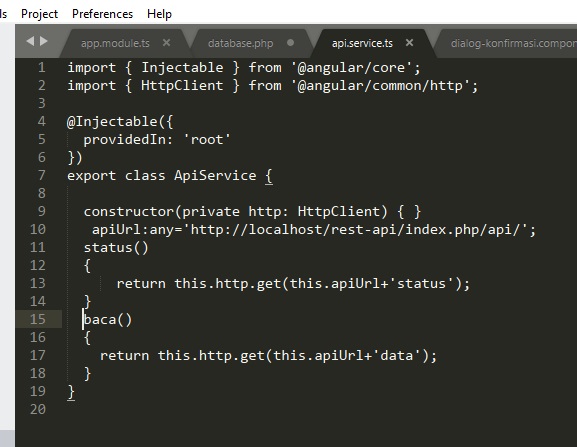 ls Project Preferences Help
app.module.ts × database.php ● api.service.ts × dialog-konfirmasi.compor
1 import { Injectable } from '@angular/core';
2 import { HttpClient } from '@angular/common/http';
3
4 @Injectable({
5   providedIn: 'root'
6 })
7 export class ApiService {
8
9   constructor(private http: HttpClient) { }
10    apiUrl:any='http://localhost/rest-api/index.php/api/';
11   status()
12   {
13       return this.http.get(this.apiUrl+'status');
14   }
15   baca()
16   {
17     return this.http.get(this.apiUrl+'data');
18   }
19 }
20